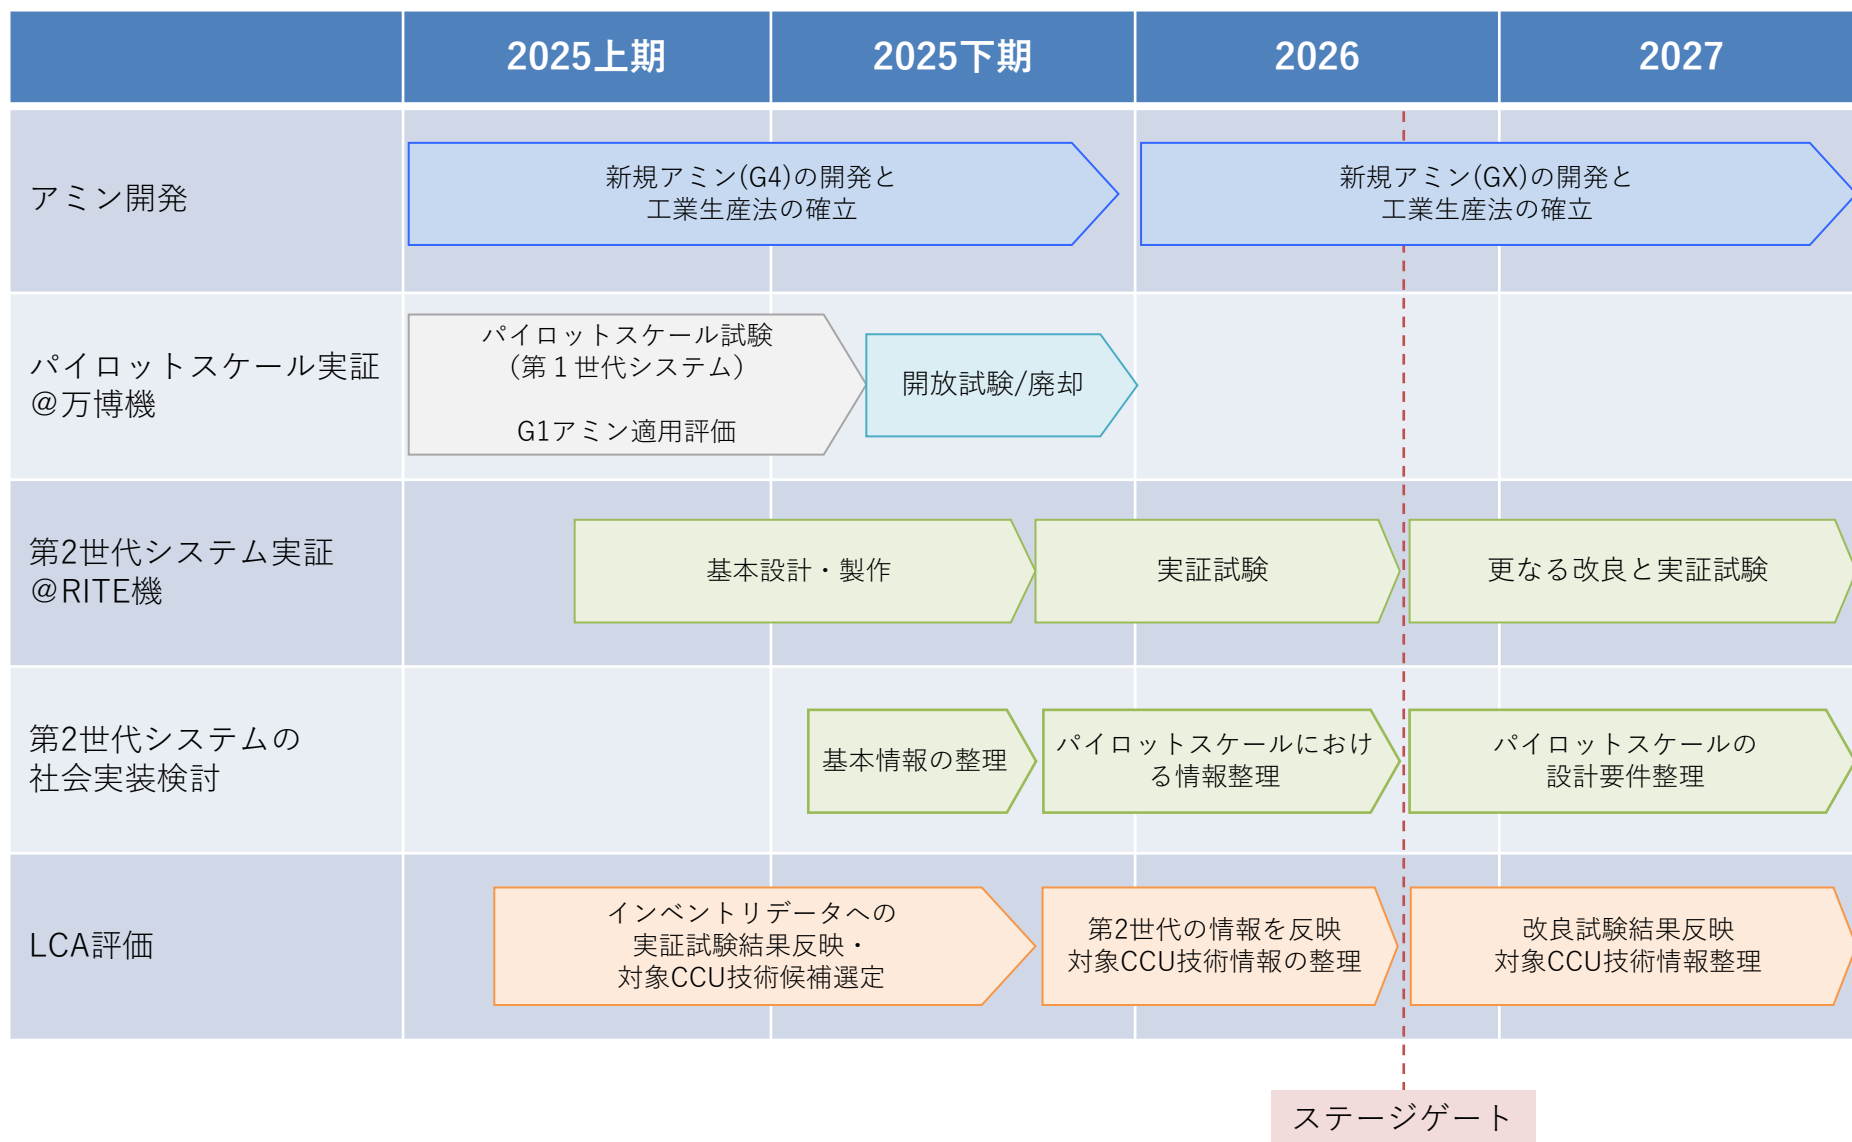 2025上期
2025下期
2026
2027
アミン開発
新規アミン(G4)の開発と
工業生産法の確立
新規アミン(GX)の開発と
工業生産法の確立
パイロットスケール実証
@万博機
パイロットスケール試験
(第１世代システム)
G1アミン適用評価
開放試験/廃却
第2世代システム実証
@RITE機
基本設計・製作
実証試験
更なる改良と実証試験
第2世代システムの
社会実装検討
基本情報の整理
パイロットスケールにおけ
る情報整理
パイロットスケールの
設計要件整理
LCA評価
インベントリデータへの
実証試験結果反映・
対象CCU技術候補選定
第2世代の情報を反映
対象CCU技術情報の整理
改良試験結果反映
対象CCU技術情報整理
ステージゲート